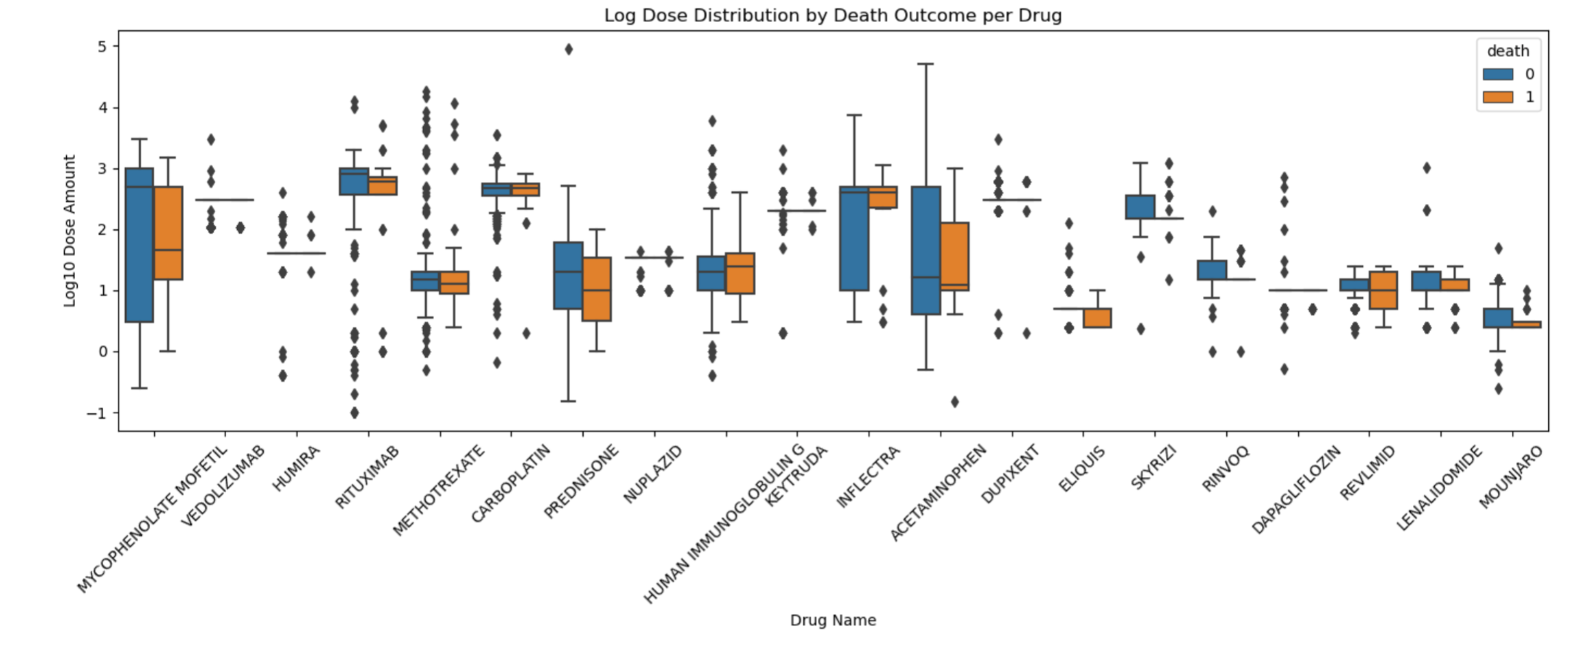 Log Dose Distribution by Death Outcome per Drug
death
0
1
Log10 Dose Amount
5
4
3
2
1
0
−1
MYCOPHENOLATE MOFETIL
VEDOLIZUMAB
HUMIRA
RITUXIMAB
METHOTREXATE
CARBOPLATIN
PREDNISONE
NUPLAZID
HUMAN IMMUNOGLOBULIN G
KEYTRUDA
INFLECTRA
ACETAMINOPHEN
DUPIXENT
ELIQUIS
SKYRIZI
RINVOQ
DAPAGLIFLOZIN
REVLIMID
LENALIDOMIDE
MOUNJARO
Drug Name